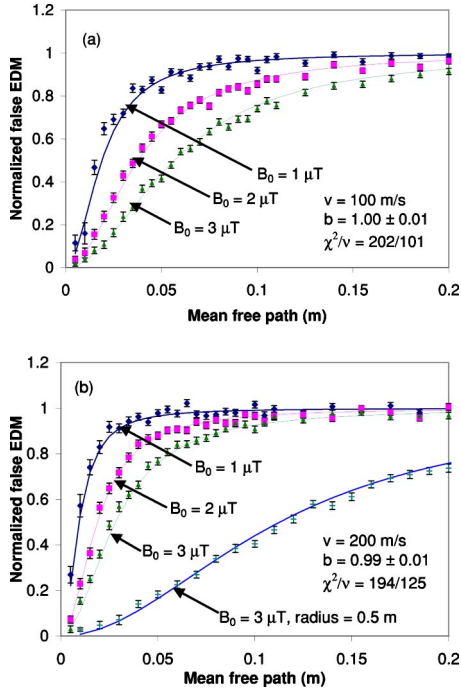 (a)
Normalized false EDM
1.2
1
0.8
0.6
0.4
0.2
0
B₀ = 1 μT
B₀ = 2 μT
B₀ = 3 μT
v = 100 m/s
b = 1.00 ± 0.01
χ²/ν = 202/101
0 0.05 0.1 0.15 0.2
Mean free path (m)
(b)
Normalized false EDM
1.2
1
0.8
0.6
0.4
0.2
0
B₀ = 1 μT
B₀ = 2 μT
B₀ = 3 μT
v = 200 m/s
b = 0.99 ± 0.01
χ²/ν = 194/125
B₀ = 3 μT, radius = 0.5 m
0 0.05 0.1 0.15 0.2
Mean free path (m)